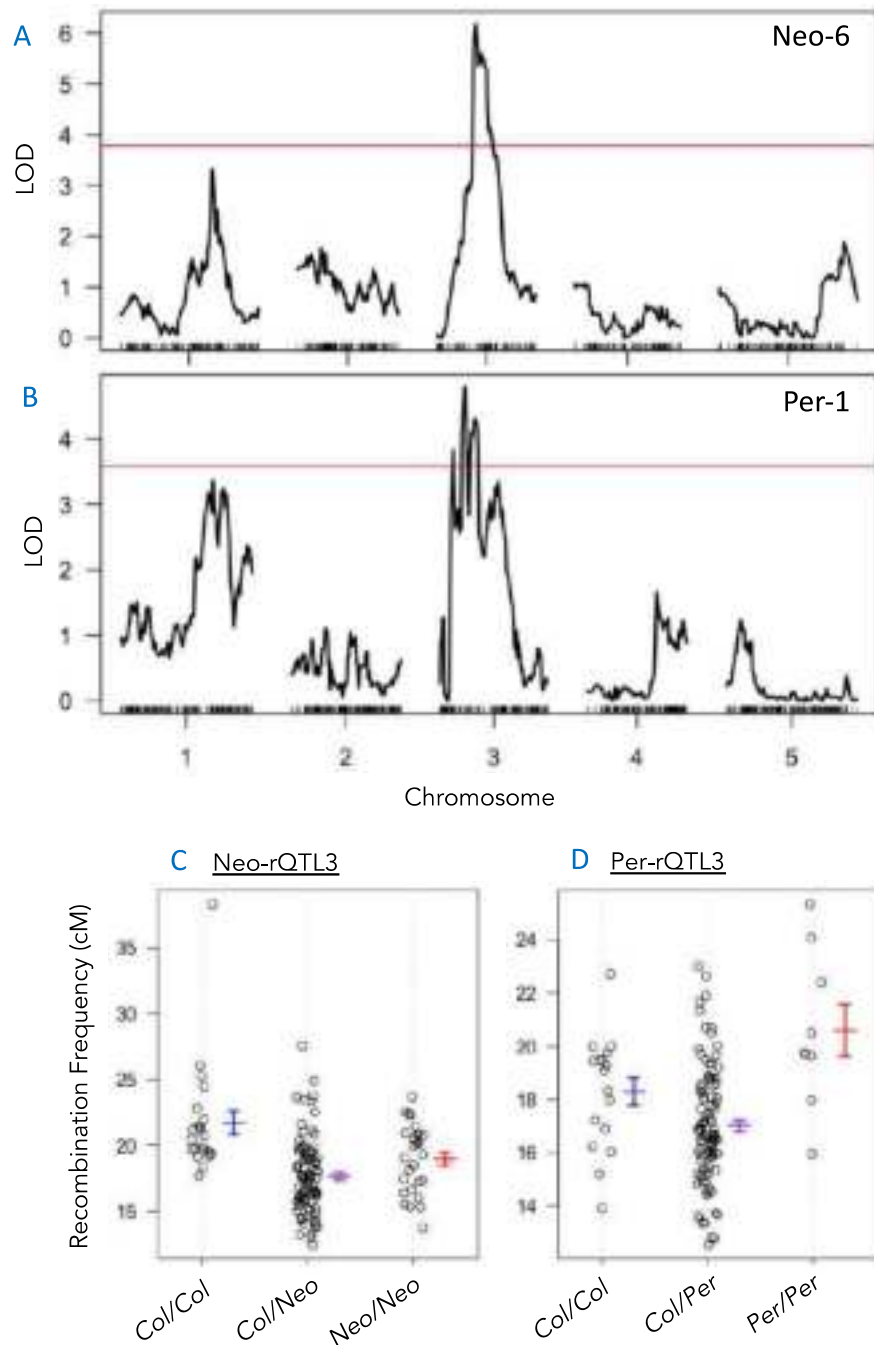 A
Neo-6
6
5
4
3
2
1
0
LOD
B
Per-1
4
3
2
1
0
LOD
1 2 3 4 5
Chromosome
C Neo-rQTL3
D Per-rQTL3
Recombination Frequency (cM)
35
30
25
20
15
24
22
20
18
16
14
Col/Col Col/Neo Neo/Neo
Col/Col Col/Per Per/Per